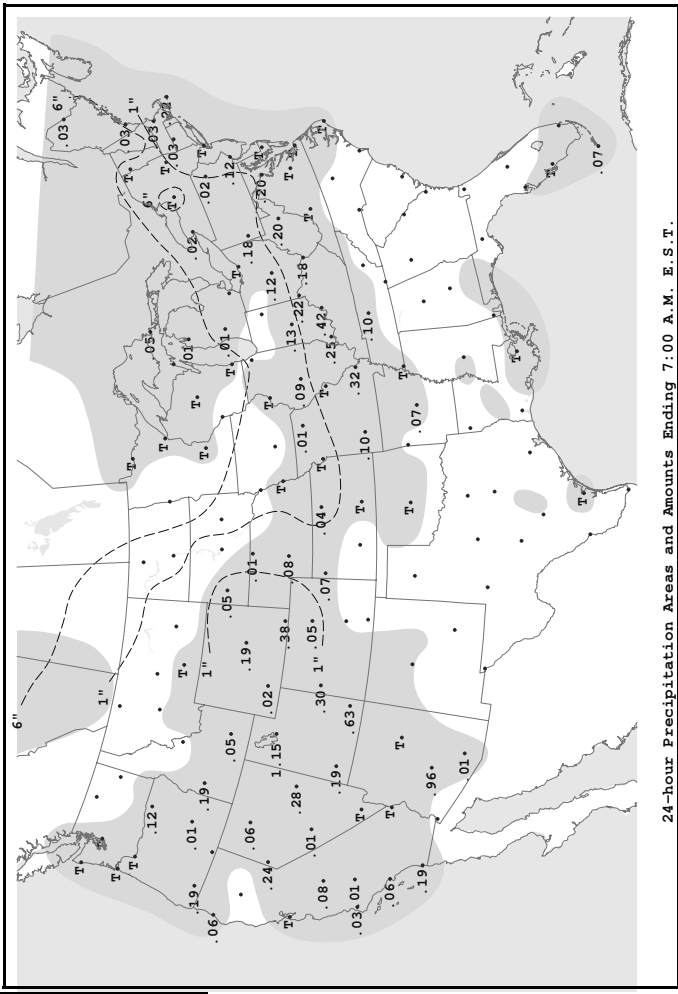 6"
6"
.03
T
1"
T
.03
T
T
T
1"
6"
.05
.12
.03
T
T
.22
T
.03
T
.01
.01
.02
.19
T
T
.19
T
.02
1"
.06
.01
.05
T
.12
.05
T
.19
.18
.06
.01
T
.20
.24
.02
T
.12
1.15
.20
T
.38
T
.08
T
.13
.28
T
.22
.09
.01
.18
T
.01
.05
1"
.30
.04
T
.42
.08
.07
T
T
.25
.19
.63
.01
.32
.03
T
T
.10
.10
.06
T
T
T
T
.07
.19
.96
.01
T
T
T
.07
24-hour Precipitation Areas and Amounts Ending 7:00 A.M. E.S.T.